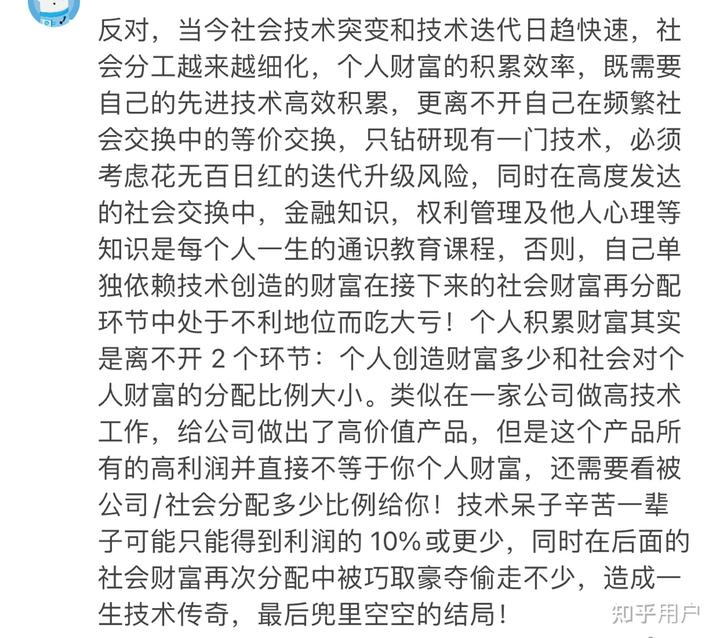 反对，当今社会技术突变和技术迭代日趋快速，社
会分工越来越细化，个人财富的积累效率，既需要
自己的先进技术高效积累，更离不开自己在频繁社
会交换中的等价交换，只钻研现有一门技术，必须
考虑花无百日红的迭代升级风险，同时在高度发达
的社会交换中，金融知识，权利管理及他人心理等
知识是每个人一生的通识教育课程，否则，自己单
独依赖技术创造的财富在接下来的社会财富再分配
环节中处于不利地位而吃大亏！个人积累财富其实
是离不开 2 个环节：个人创造财富多少和社会对个
人财富的分配比例大小。类似在一家公司做高技术
工作，给公司做出了高价值产品，但是这个产品所
有的高利润并直接不等于你个人财富，还需要看被
公司/社会分配多少比例给你！技术呆子辛苦一辈
子可能只能得到利润的 10%或更少，同时在后面的
社会财富再次分配中被巧取豪夺偷走不少，造成一
生技术传奇，最后兜里空空的结局！
知乎用户